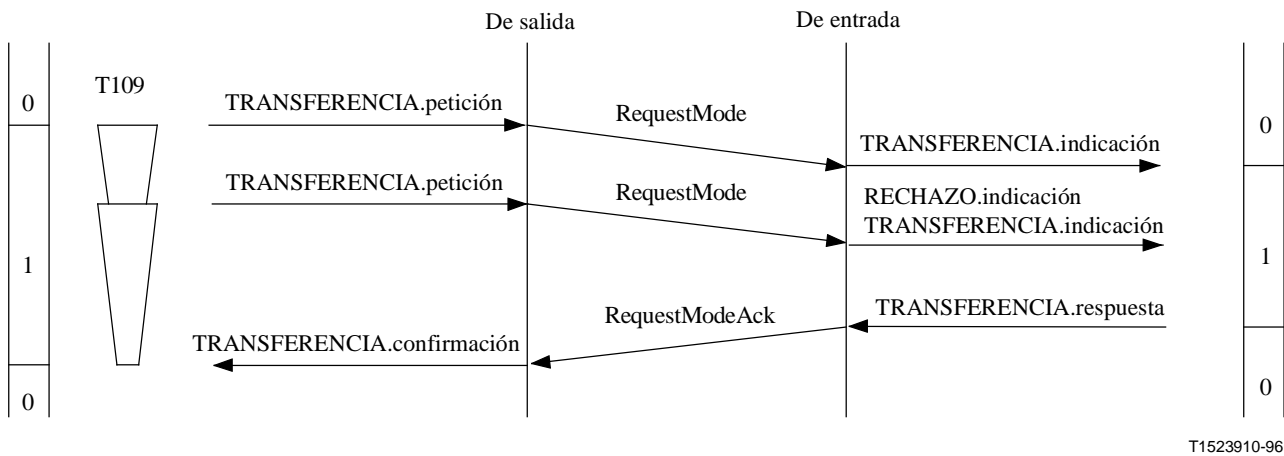 De salida
De entrada
T109
0
TRANSFERENCIA.petición
RequestMode
0
TRANSFERENCIA.indicación
TRANSFERENCIA.petición
RequestMode
RECHAZO.indicación
TRANSFERENCIA.indicación
1
1
RequestModeAck
TRANSFERENCIA.respuesta
TRANSFERENCIA.confirmación
0
0
T1523910-96